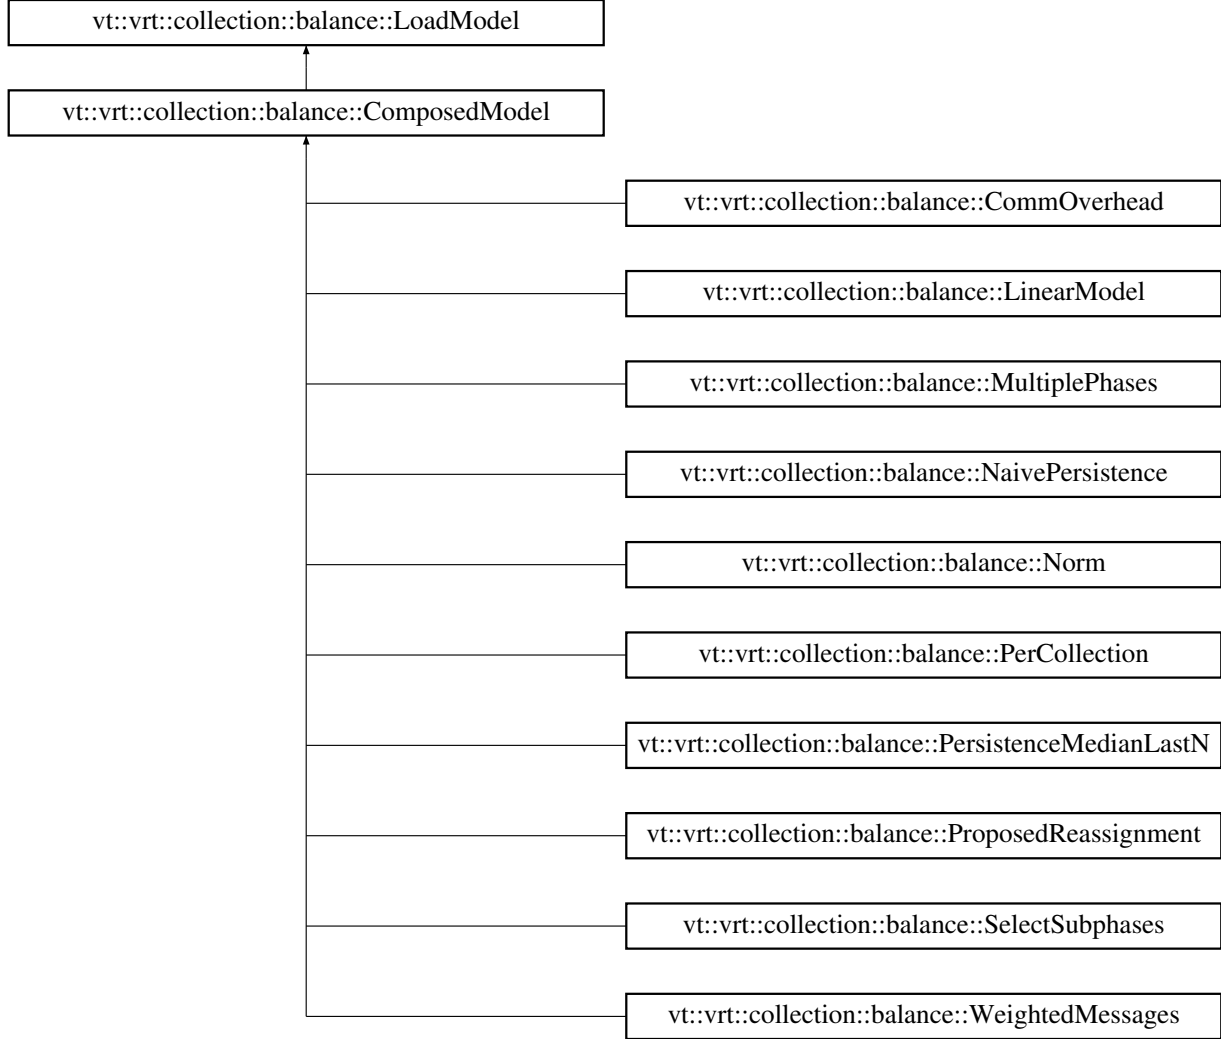 vt::vrt::collection::balance::LoadModel
vt::vrt::collection::balance::ComposedModel
vt::vrt::collection::balance::CommOverhead
vt::vrt::collection::balance::LinearModel
vt::vrt::collection::balance::MultiplePhases
vt::vrt::collection::balance::NaivePersistence
vt::vrt::collection::balance::Norm
vt::vrt::collection::balance::PerCollection
vt::vrt::collection::balance::PersistenceMedianLastN
vt::vrt::collection::balance::ProposedReassignment
vt::vrt::collection::balance::SelectSubphases
vt::vrt::collection::balance::WeightedMessages